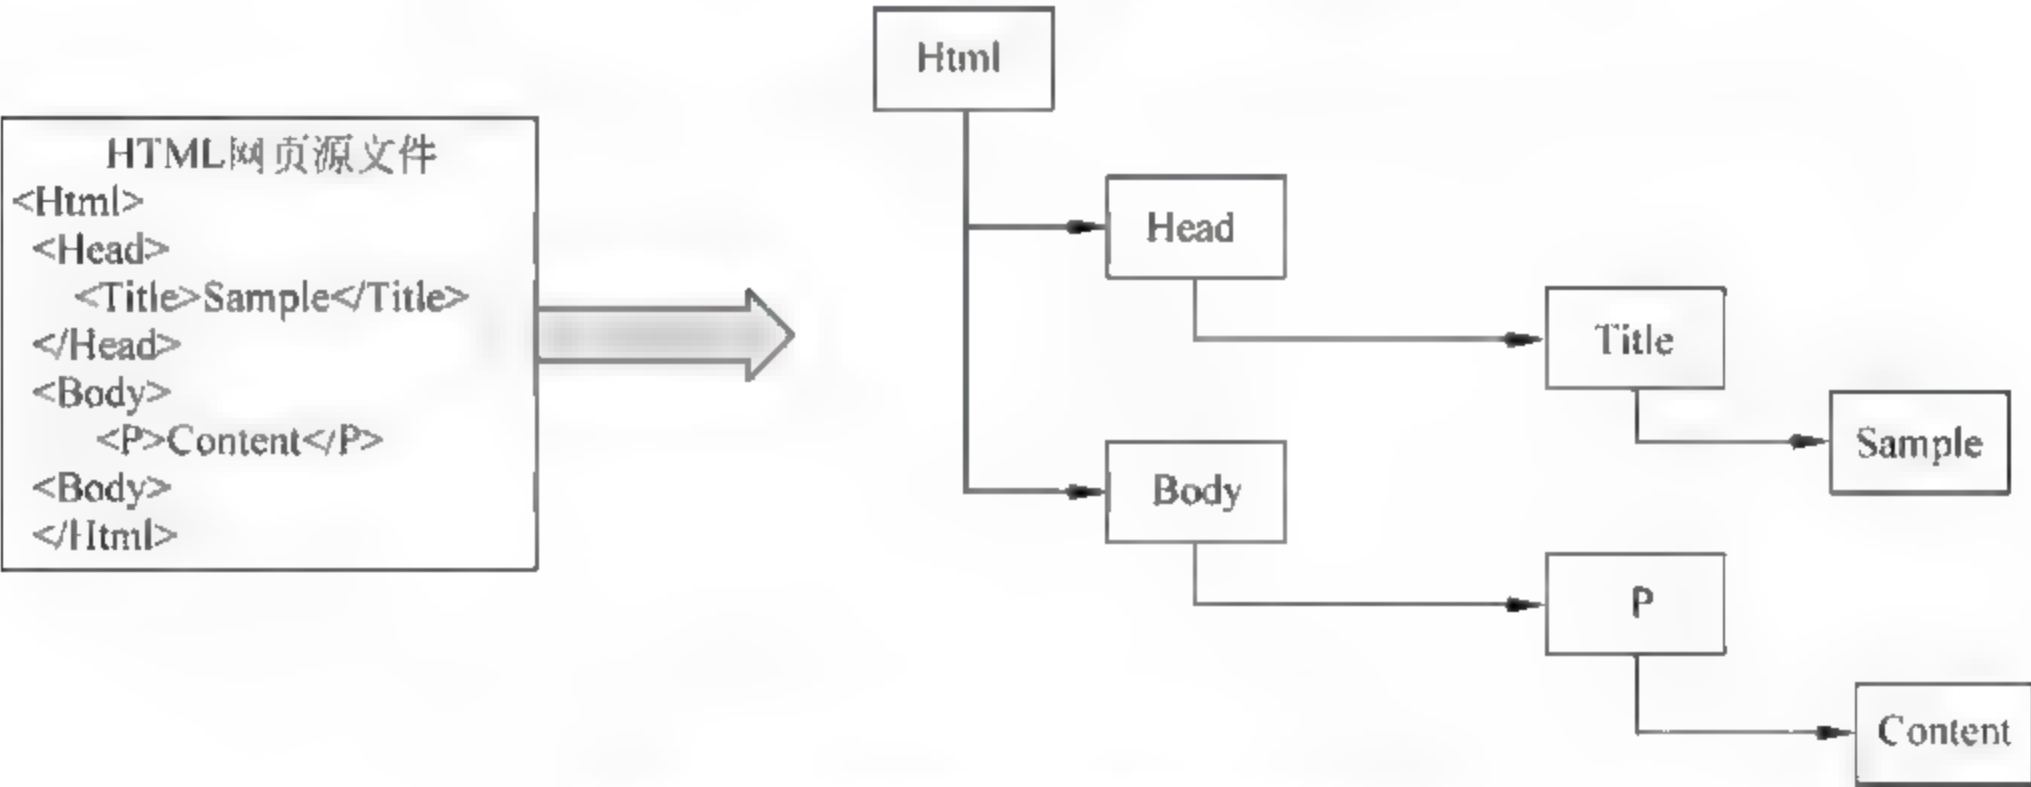 HTML网页源文件
<Html>
<Head>
<Title>Sample</Title>
</Head>
<Body>
<P>Content</P>
<Body>
</Html>
Html
Head
Title
Sample
Body
P
Content